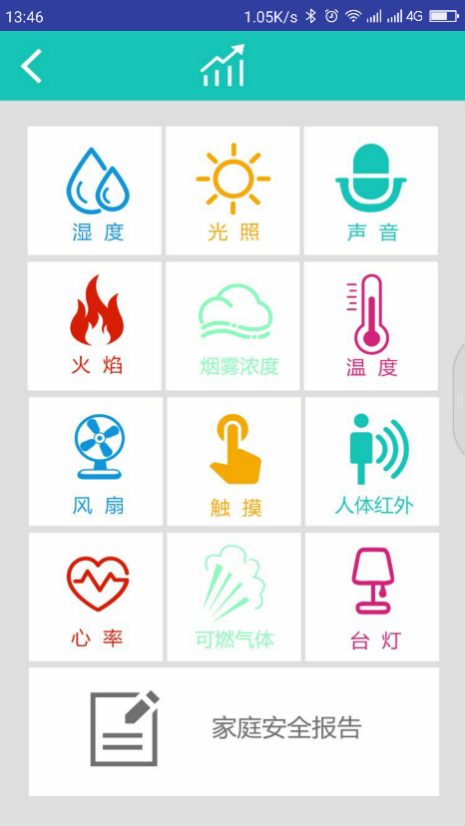 13:46 1.05K/s 4G
湿度 光照 声音
火焰 烟雾浓度 温度
风扇 触摸 人体红外
心率 可燃气体 台灯
家庭安全报告